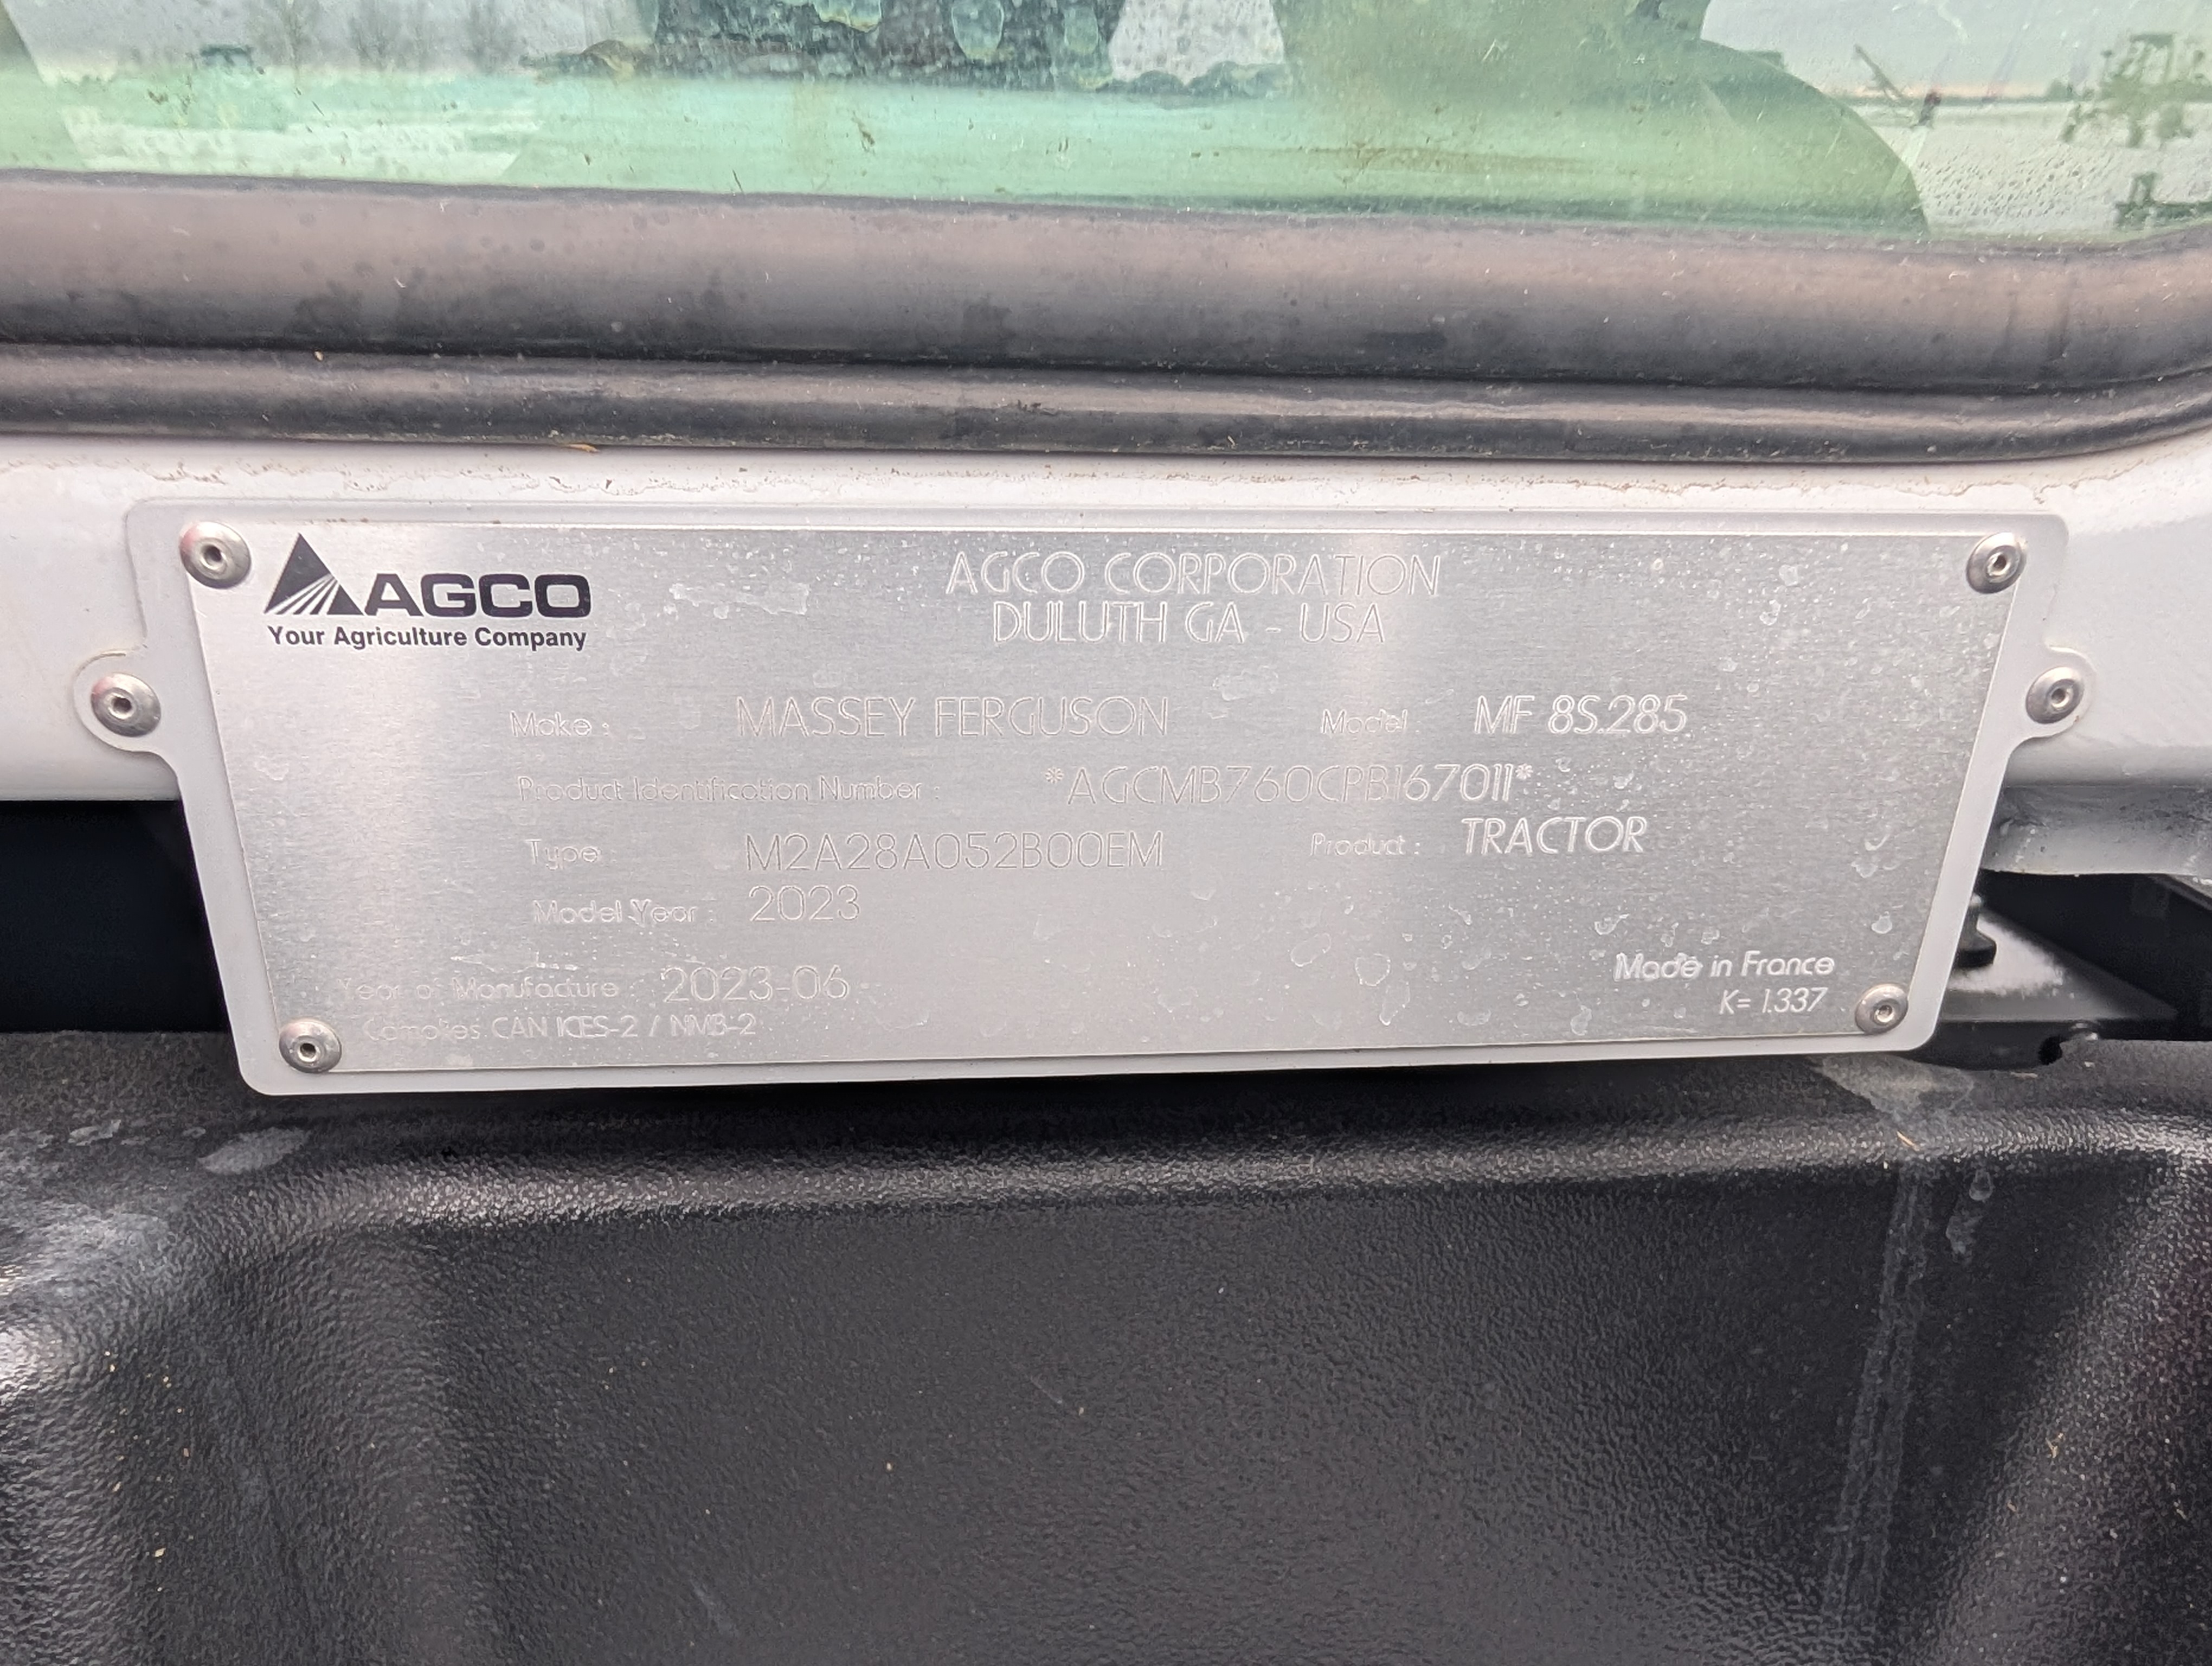 AGCO
Your Agriculture Company
AGCO CORPORATION
DULUTH GA - USA
Make : MASSEY FERGUSON Model : MF 8S.285
Product Identification Number : *AGCMB760CPB167011*
Type : M2A28A052B00EM Product : TRACTOR
Model Year : 2023
Year of Manufacture : 2023-06
Complies CAN ICES-2 / NMB-2
Made in France
K= 1.337